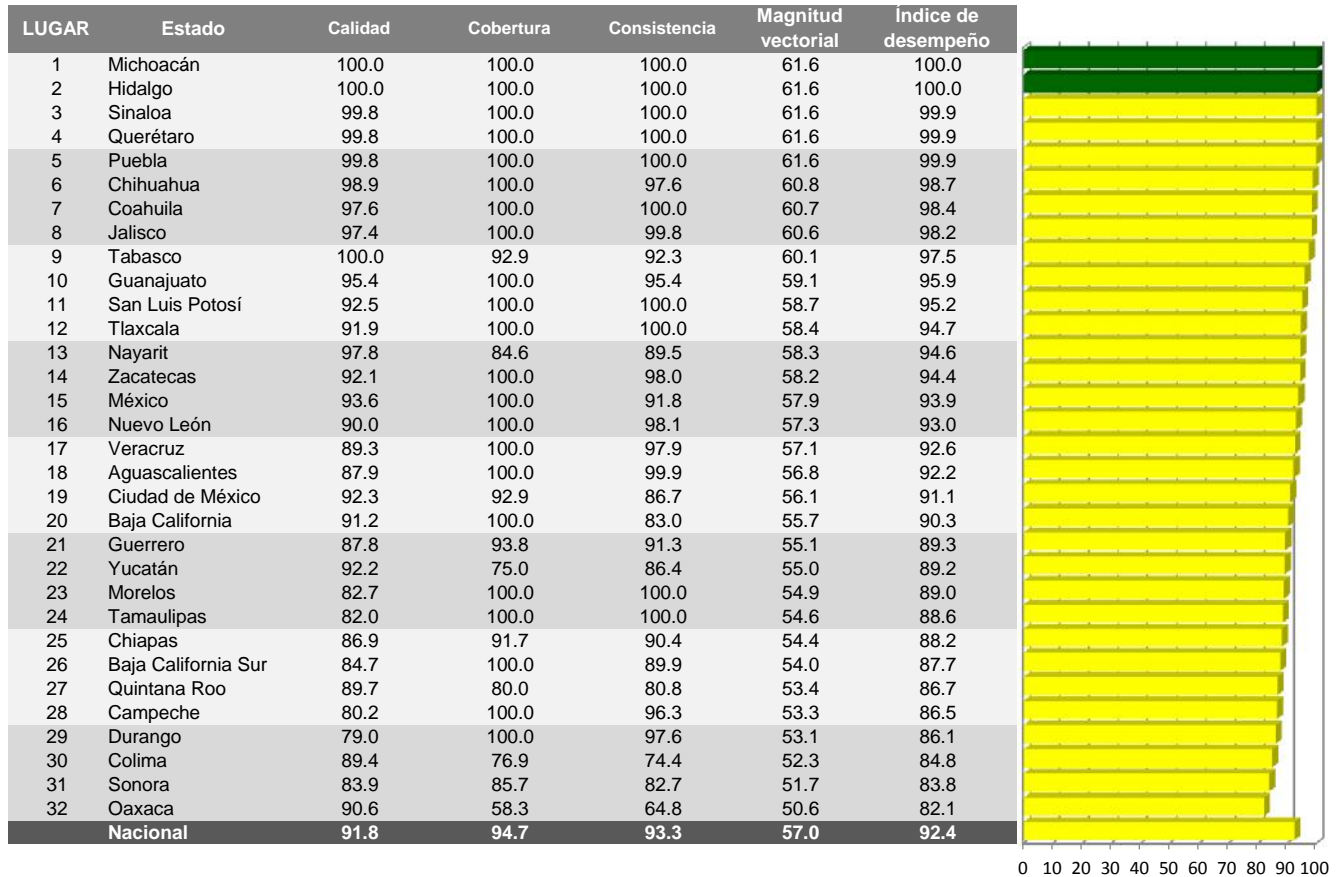 LUGAR Estado Calidad Cobertura Consistencia Magnitud vectorial Índice de desempeño
1 Michoacán 100.0 100.0 100.0 61.6 100.0
2 Hidalgo 100.0 100.0 100.0 61.6 100.0
3 Sinaloa 99.8 100.0 100.0 61.6 99.9
4 Querétaro 99.8 100.0 100.0 61.6 99.9
5 Puebla 99.8 100.0 100.0 61.6 99.9
6 Chihuahua 98.9 100.0 97.6 60.8 98.7
7 Coahuila 97.6 100.0 100.0 60.7 98.4
8 Jalisco 97.4 100.0 99.8 60.6 98.2
9 Tabasco 100.0 92.9 92.3 60.1 97.5
10 Guanajuato 95.4 100.0 95.4 59.1 95.9
11 San Luis Potosí 92.5 100.0 100.0 58.7 95.2
12 Tlaxcala 91.9 100.0 100.0 58.4 94.7
13 Nayarit 97.8 84.6 89.5 58.3 94.6
14 Zacatecas 92.1 100.0 98.0 58.2 94.4
15 México 93.6 100.0 91.8 57.9 93.9
16 Nuevo León 90.0 100.0 98.1 57.3 93.0
17 Veracruz 89.3 100.0 97.9 57.1 92.6
18 Aguascalientes 87.9 100.0 99.9 56.8 92.2
19 Ciudad de México 92.3 92.9 86.7 56.1 91.1
20 Baja California 91.2 100.0 83.0 55.7 90.3
21 Guerrero 87.8 93.8 91.3 55.1 89.3
22 Yucatán 92.2 75.0 86.4 55.0 89.2
23 Morelos 82.7 100.0 100.0 54.9 89.0
24 Tamaulipas 82.0 100.0 100.0 54.6 88.6
25 Chiapas 86.9 91.7 90.4 54.4 88.2
26 Baja California Sur 84.7 100.0 89.9 54.0 87.7
27 Quintana Roo 89.7 80.0 80.8 53.4 86.7
28 Campeche 80.2 100.0 96.3 53.3 86.5
29 Durango 79.0 100.0 97.6 53.1 86.1
30 Colima 89.4 76.9 74.4 52.3 84.8
31 Sonora 83.9 85.7 82.7 51.7 83.8
32 Oaxaca 90.6 58.3 64.8 50.6 82.1
Nacional 91.8 94.7 93.3 57.0 92.4
0 10 20 30 40 50 60 70 80 90 100